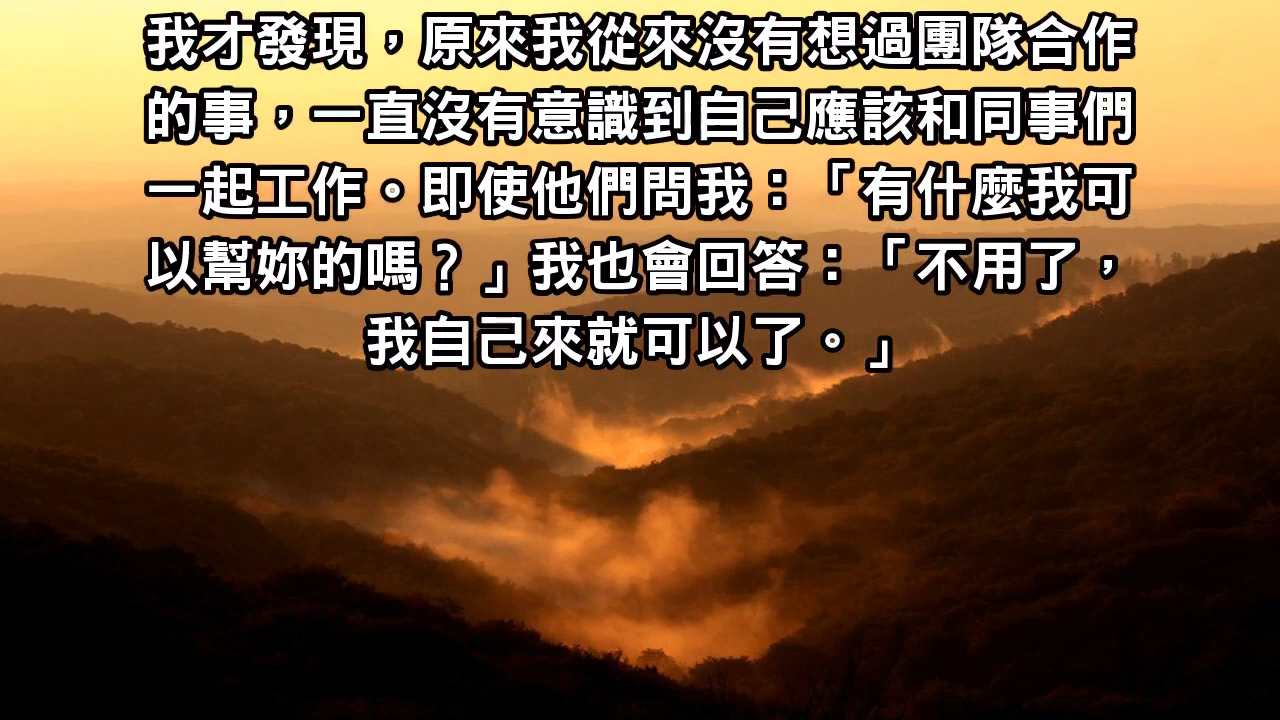 我才發現，原來我從來沒有想過團隊合作
的事，一直沒有意識到自己應該和同事們
一起工作。即使他們問我：「有什麼我可
以幫妳的嗎？」我也會回答：「不用了，
我自己來就可以了。」